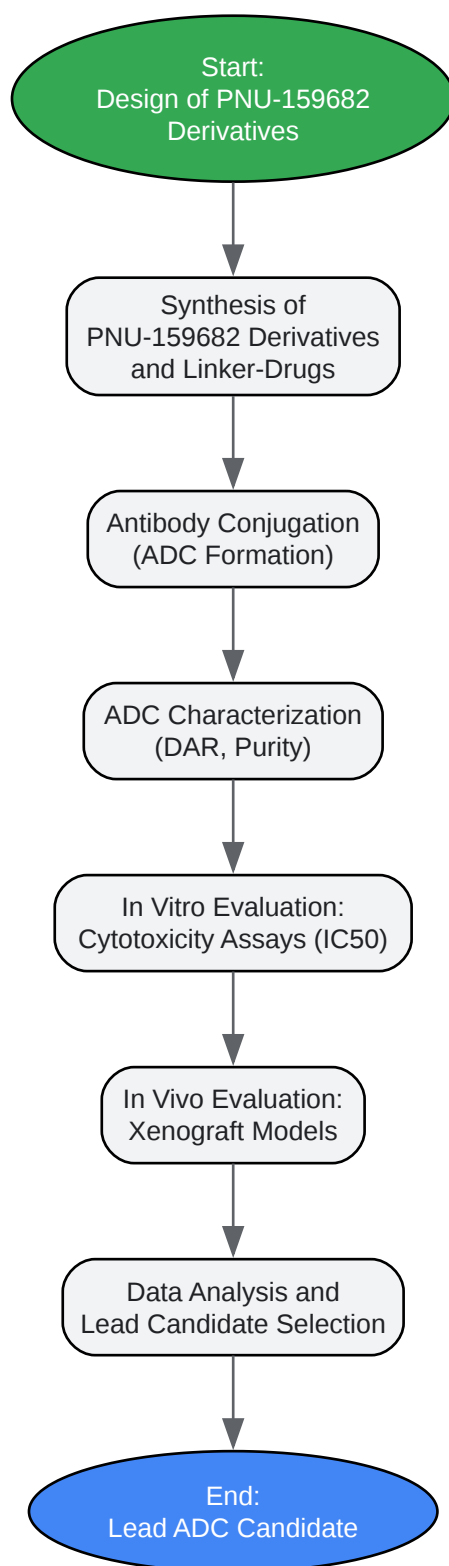 Start:
Design of PNU-159682
Derivatives
Synthesis of
PNU-159682 Derivatives
and Linker-Drugs
Antibody Conjugation
(ADC Formation)
ADC Characterization
(DAR, Purity)
In Vitro Evaluation:
Cytotoxicity Assays (IC50)
In Vivo Evaluation:
Xenograft Models
Data Analysis and
Lead Candidate Selection
End:
Lead ADC Candidate